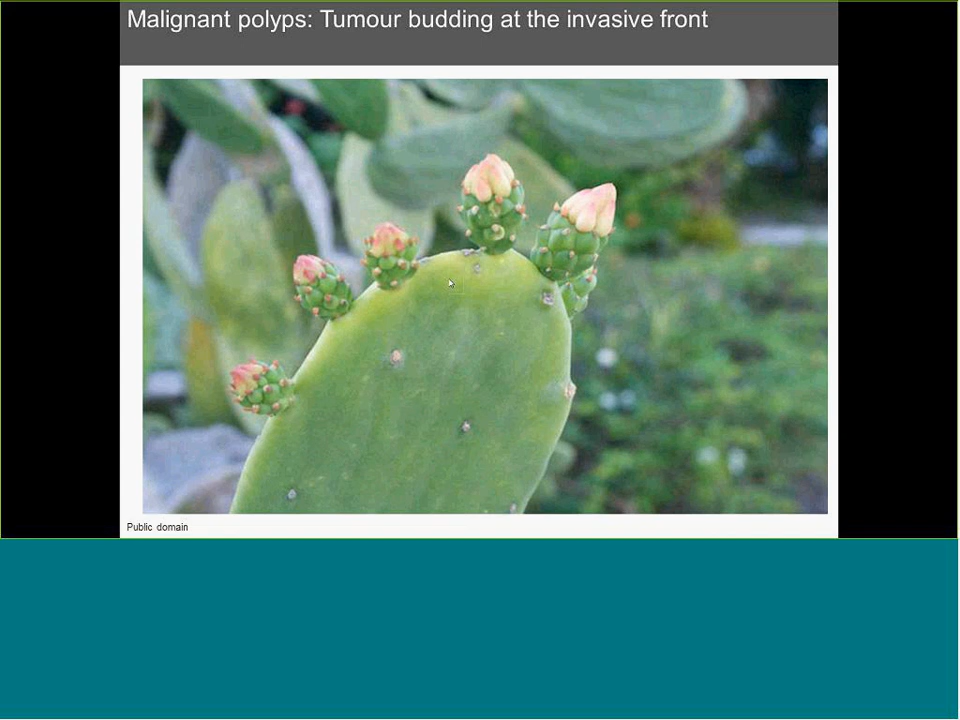 Malignant polyps: Tumour budding at the invasive front
Public domain